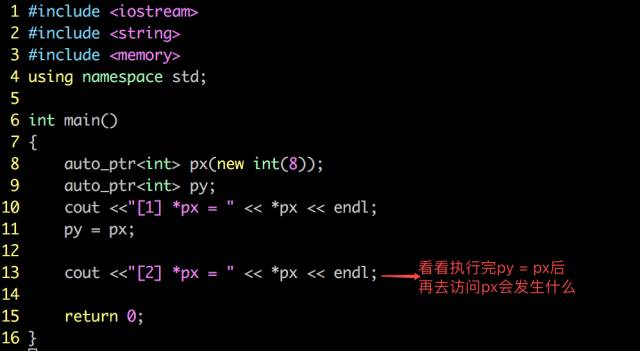 1 #include <iostream>
2 #include <string>
3 #include <memory>
4 using namespace std;
5
6 int main()
7 {
8     auto_ptr<int> px(new int(8));
9     auto_ptr<int> py;
10     cout <<"[1] *px = " << *px << endl;
11     py = px;
12
13     cout <<"[2] *px = " << *px << endl;
看看执行完py = px后
再去访问px会发生什么
14
15     return 0;
16 }